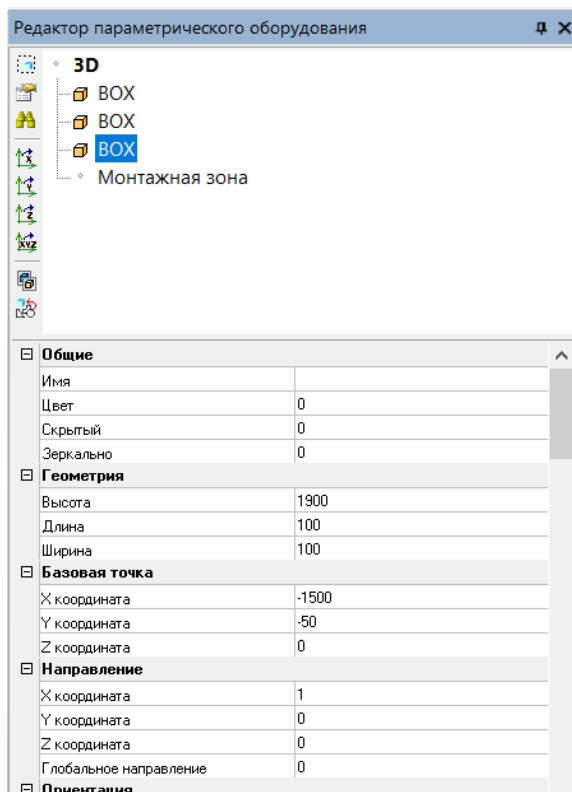 Редактор параметрического оборудования
3D
BOX
BOX
BOX
Монтажная зона
X
Y
Z
XYZ
Общие
Имя
Цвет 0
Скрытый 0
Зеркально 0
Геометрия
Высота 1900
Длина 100
Ширина 100
Базовая точка
X координата -1500
Y координата -50
Z координата 0
Направление
X координата 1
Y координата 0
Z координата 0
Глобальное направление 0
Ориентация